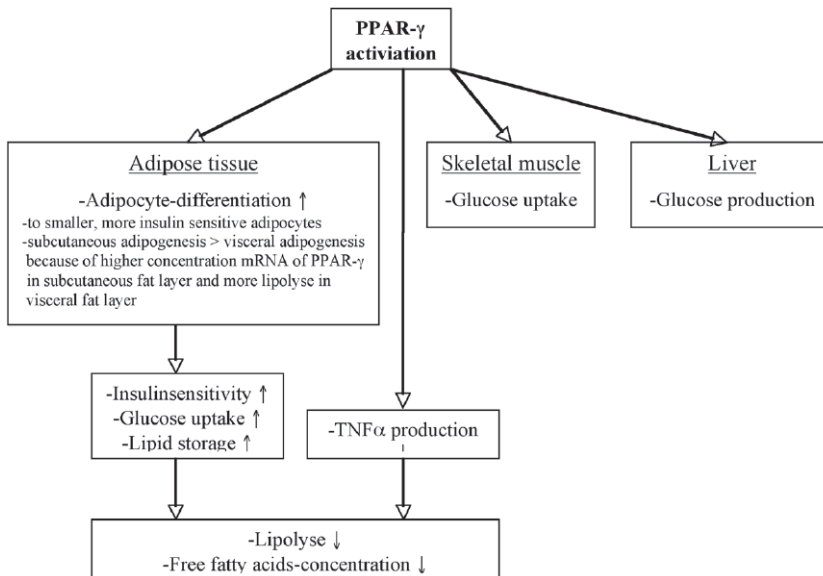 PPAR-γ
activiation
Adipose tissue
-Adipocyte-differentiation ↑
-to smaller, more insulin sensitive adipocytes
-subcutaneous adipogenesis > visceral adipogenesis
because of higher concentration mRNA of PPAR-γ
in subcutaneous fat layer and more lipolyse in
visceral fat layer
Skeletal muscle
-Glucose uptake
Liver
-Glucose production
-Insulinsensitivity ↑
-Glucose uptake ↑
-Lipid storage ↑
-TNFα production
-Lipolyse ↓
-Free fatty acids-concentration ↓